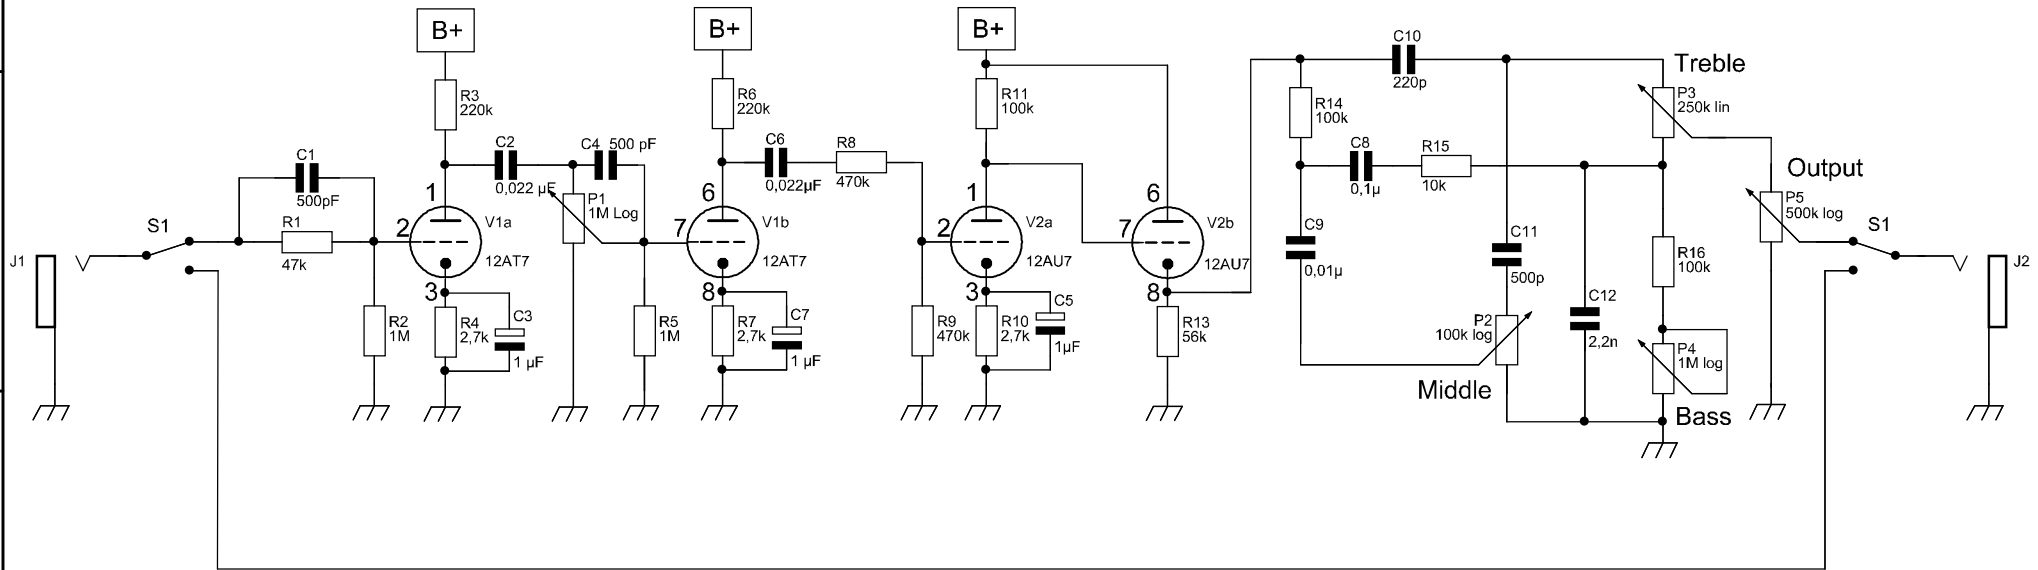 B+
B+
B+
C10
220p
Treble
P3
250k lin
R3
220k
R6
220k
R11
100k
R14
100k
C1
500pF
C2
0,022 µF
C4 500 pF
C6
0,022µF
R8
470k
C8
0,1µ
R15
10k
Output
P5
500k log
S1
J1
S1
R1
47k
1
2
3
V1a
12AT7
P1
1M Log
6
7
8
V1b
12AT7
1
2
3
V2a
12AU7
6
7
8
V2b
12AU7
C9
0,01µ
C11
500p
R16
100k
J2
R2
1M
R4
2,7k
C3
1 µF
R5
1M
R7
2,7k
C7
1 µF
R9
470k
R10
2,7k
C5
1µF
R13
56k
P2
100k log
Middle
C12
2,2n
P4
1M log
Bass